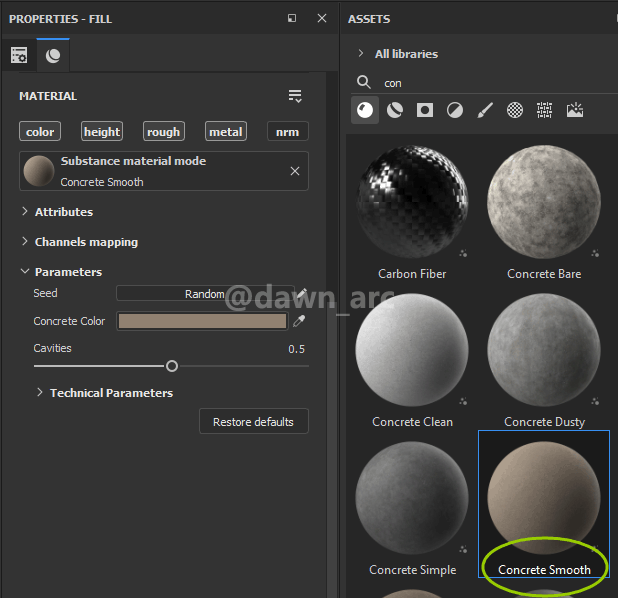 PROPERTIES - FILL
MATERIAL
color height rough metal nrm
Substance material mode
Concrete Smooth
Attributes
Channels mapping
Parameters
Seed Random
Concrete Color
Cavities 0.5
Technical Parameters
Restore defaults
@dawn_arc
ASSETS
All libraries
con
Carbon Fiber Concrete Bare
Concrete Clean Concrete Dusty
Concrete Simple Concrete Smooth